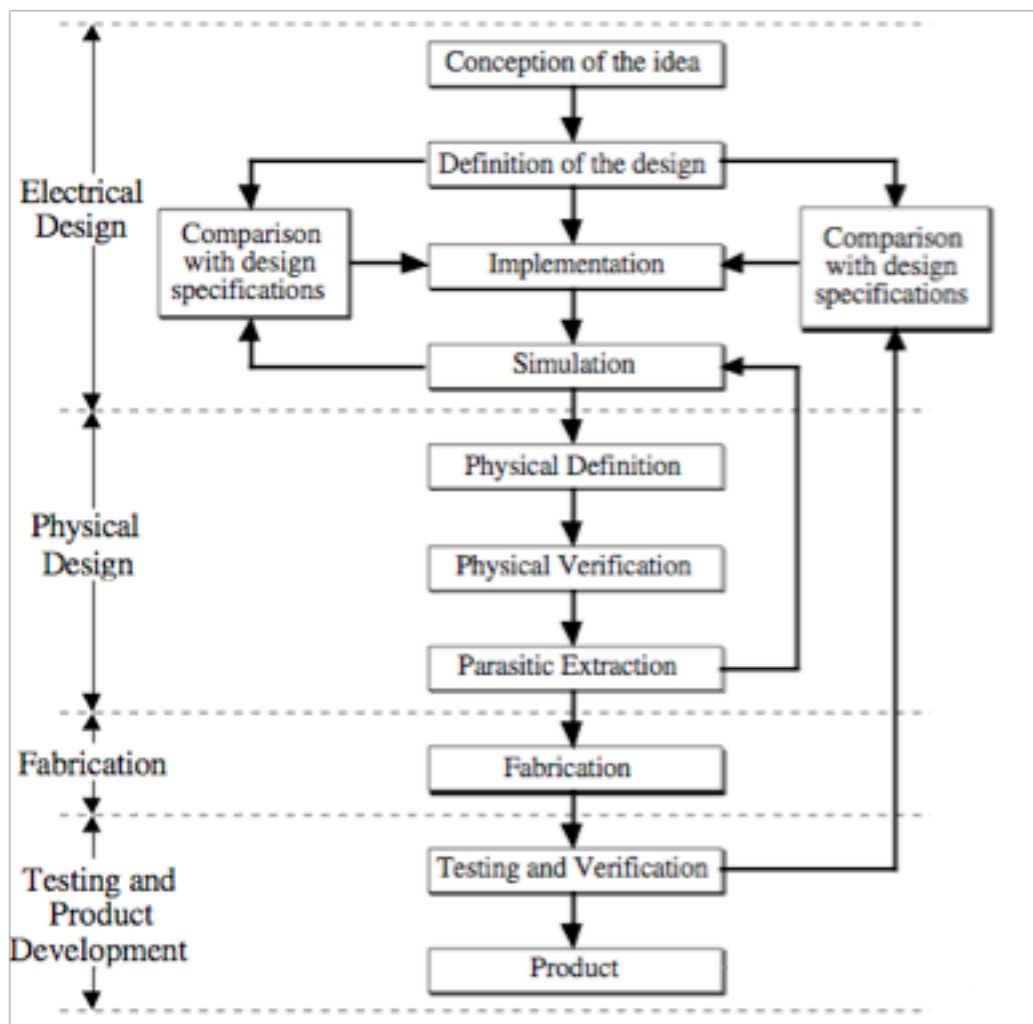 Conception of the idea
Definition of the design
Electrical
Design
Comparison
with design
specifications
Implementation
Comparison
with design
specifications
Simulation
Physical Definition
Physical
Design
Physical Verification
Parasitic Extraction
Fabrication
Fabrication
Testing and
Product
Development
Testing and Verification
Product